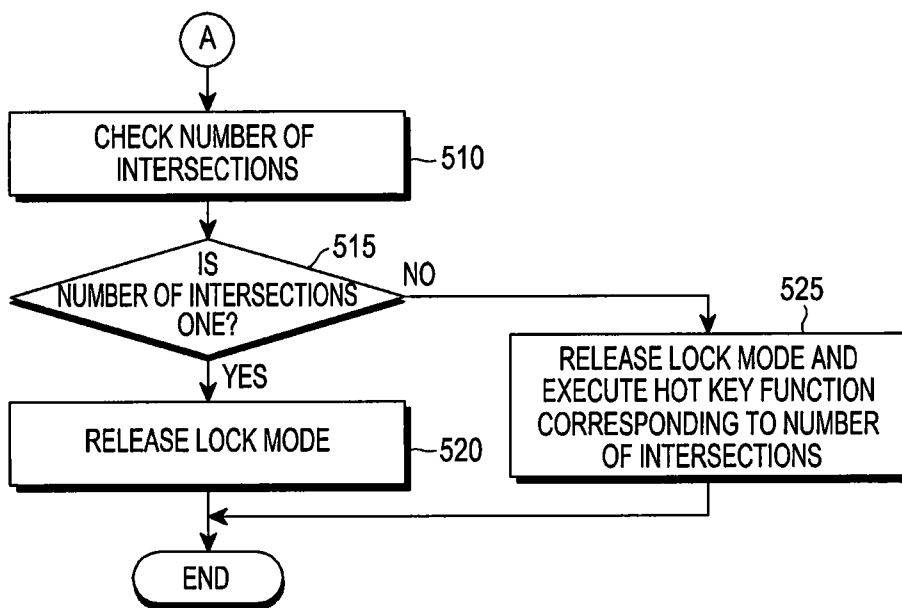 A
CHECK NUMBER OF
INTERSECTIONS
510
515
IS
NUMBER OF INTERSECTIONS
ONE?
NO
YES
525
RELEASE LOCK MODE AND
EXECUTE HOT KEY FUNCTION
CORRESPONDING TO NUMBER
OF INTERSECTIONS
RELEASE LOCK MODE
520
END